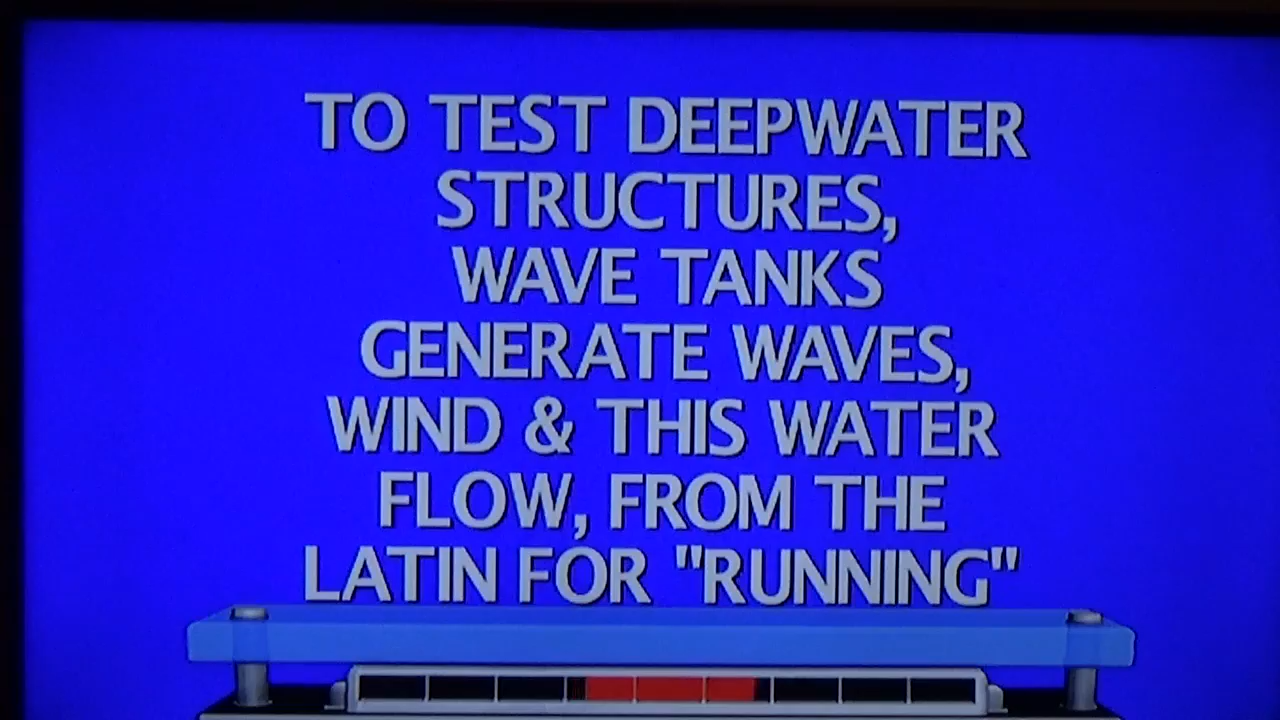 TO TEST DEEPWATER
STRUCTURES,
WAVE TANKS
GENERATE WAVES,
WIND & THIS WATER
FLOW, FROM THE
LATIN FOR "RUNNING"